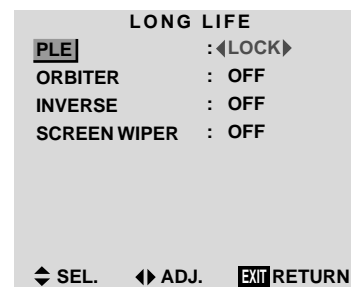 LONG LIFE
PLE : ◀LOCK▶
ORBITER : OFF
INVERSE : OFF
SCREEN WIPER : OFF
SEL. ADJ. EXIT RETURN